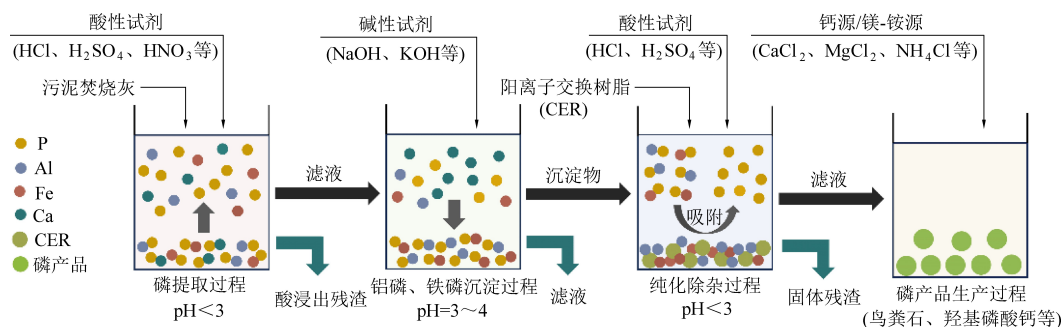 酸性试剂
(HCl、H₂SO₄、HNO₃等)
污泥焚烧灰
碱性试剂
(NaOH、KOH等)
酸性试剂
(HCl、H₂SO₄等)
阳离子交换树脂
(CER)
钙源/镁-铵源
(CaCl₂、MgCl₂、NH₄Cl等)
P
Al
Fe
Ca
CER
磷产品
滤液
沉淀物
吸附
滤液
磷提取过程
pH<3
酸浸出残渣
铝磷、铁磷沉淀过程
pH=3~4
滤液
纯化除杂过程
pH<3
固体残渣
磷产品生产过程
(鸟粪石、羟基磷酸钙等)